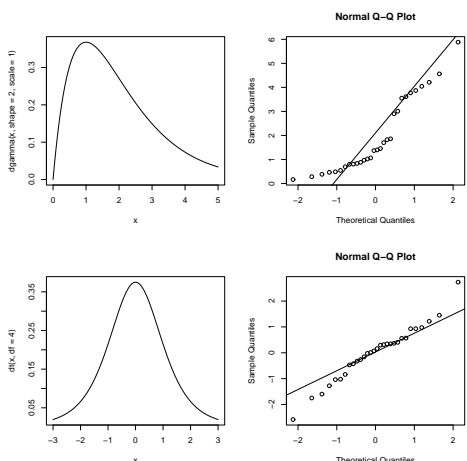 dgamma(x, shape = 2, scale = 1)
0.0 0.1 0.3
0 1 2 3 4 5
x
Normal Q−Q Plot
Sample Quantiles
0 1 2 3 4 5 6
−2 −1 0 1 2
Theoretical Quantiles
dt(x, df = 4)
0.05 0.15 0.25 0.35
−3 −2 −1 0 1 2 3
x
Normal Q−Q Plot
Sample Quantiles
−2 −1 0 1 2
−2 −1 0 1 2
Theoretical Quantiles